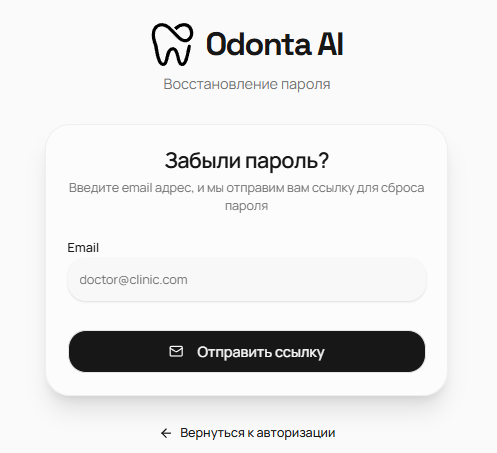 Odonta AI
Восстановление пароля
Забыли пароль?
Введите email адрес, и мы отправим вам ссылку для сброса
пароля
Email
doctor@clinic.com
Отправить ссылку
Вернуться к авторизации